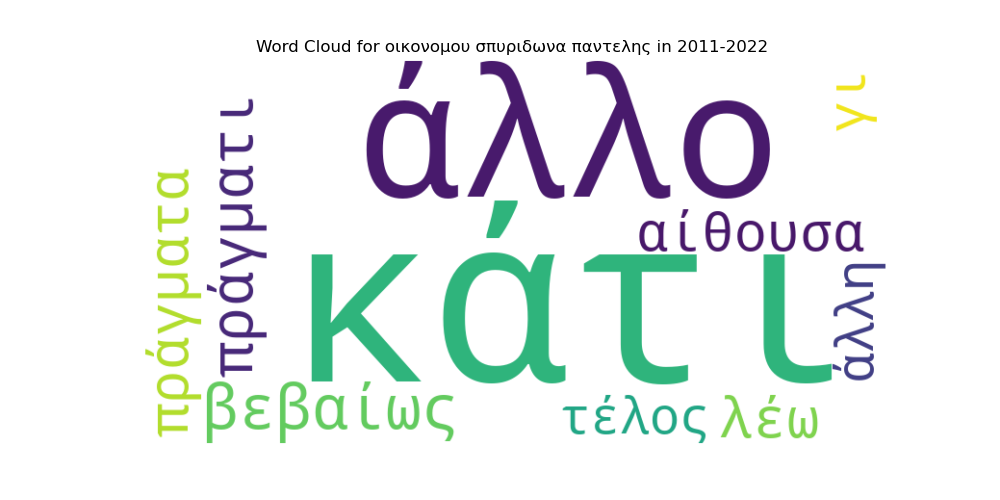 Word Cloud for οικονομου σπυριδωνα παντελης in 2011-2022
άλλο
γι
πράγματι
πράγματα
αίθουσα
κάτι
άλλη
βεβαίως
τέλος
λέω